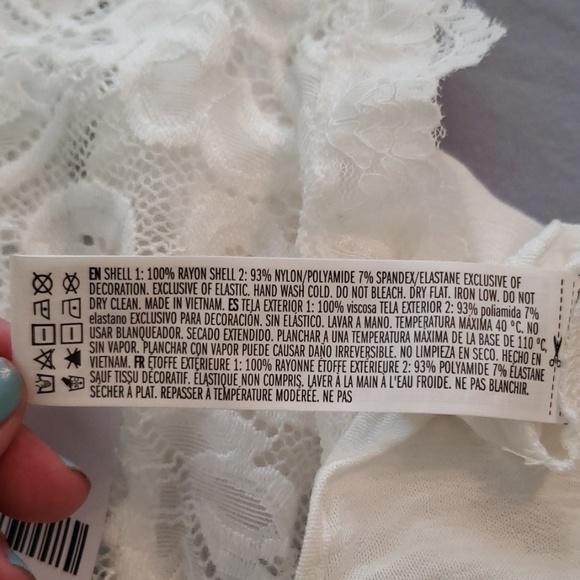 EN SHELL 1: 100% RAYON SHELL 2: 93% NYLON/POLYAMIDE 7% SPANDEX/ELASTANE EXCLUSIVE OF
DECORATION. EXCLUSIVE OF ELASTIC. HAND WASH COLD. DO NOT BLEACH. DRY FLAT. IRON LOW. DO NOT
DRY CLEAN. MADE IN VIETNAM. ES TELA EXTERIOR 1: 100% viscosa TELA EXTERIOR 2: 93% poliamida 7%
elastano EXCLUSIVO PARA DECORACIÓN. SIN ELÁSTICO. LAVAR A MANO. TEMPERATURA MÁXIMA 40 °C. NO
USAR BLANQUEADOR. SECADO EXTENDIDO. PLANCHAR A UNA TEMPERATURA MÁXIMA DE LA BASE DE 110 °C,
SIN VAPOR. PLANCHAR CON VAPOR PUEDE CAUSAR DAÑO IRREVERSIBLE. NO LIMPIEZA EN SECO. HECHO EN
VIETNAM. FR ÉTOFFE EXTÉRIEURE 1: 100% RAYONNE ÉTOFFE EXTÉRIEURE 2: 93% POLYAMIDE 7% ÉLASTANE
SAUF TISSU DÉCORATIF. ÉLASTIQUE NON COMPRIS. LAVER À LA MAIN À L'EAU FROIDE. NE PAS BLANCHIR.
SÉCHER À PLAT. REPASSER À TEMPÉRATURE MODÉRÉE. NE PAS